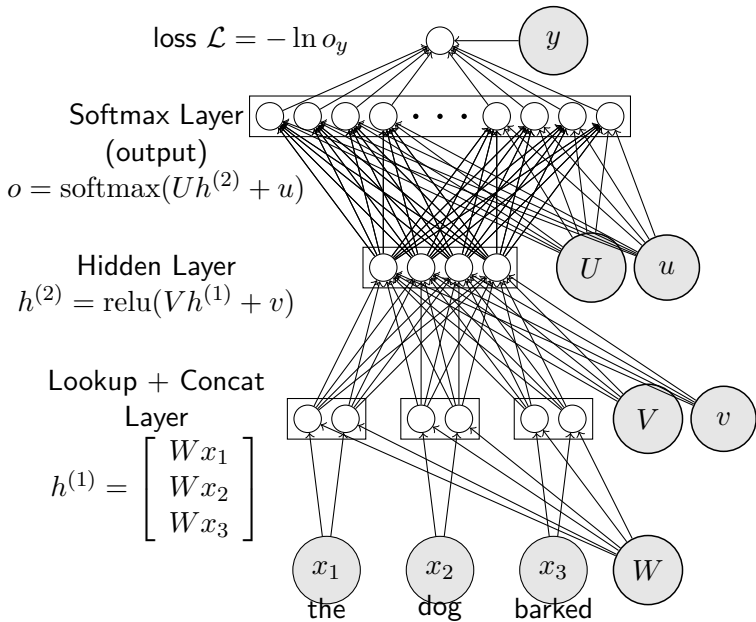 loss ℒ = − ln o_y
y
Softmax Layer
(output)
o = softmax(Uh^{(2)} + u)
· · ·
Hidden Layer
h^{(2)} = relu(Vh^{(1)} + v)
U
u
Lookup + Concat
Layer
h^{(1)} = [ Wx_1
Wx_2
Wx_3 ]
V
v
x_1
x_2
x_3
W
the
dog
barked